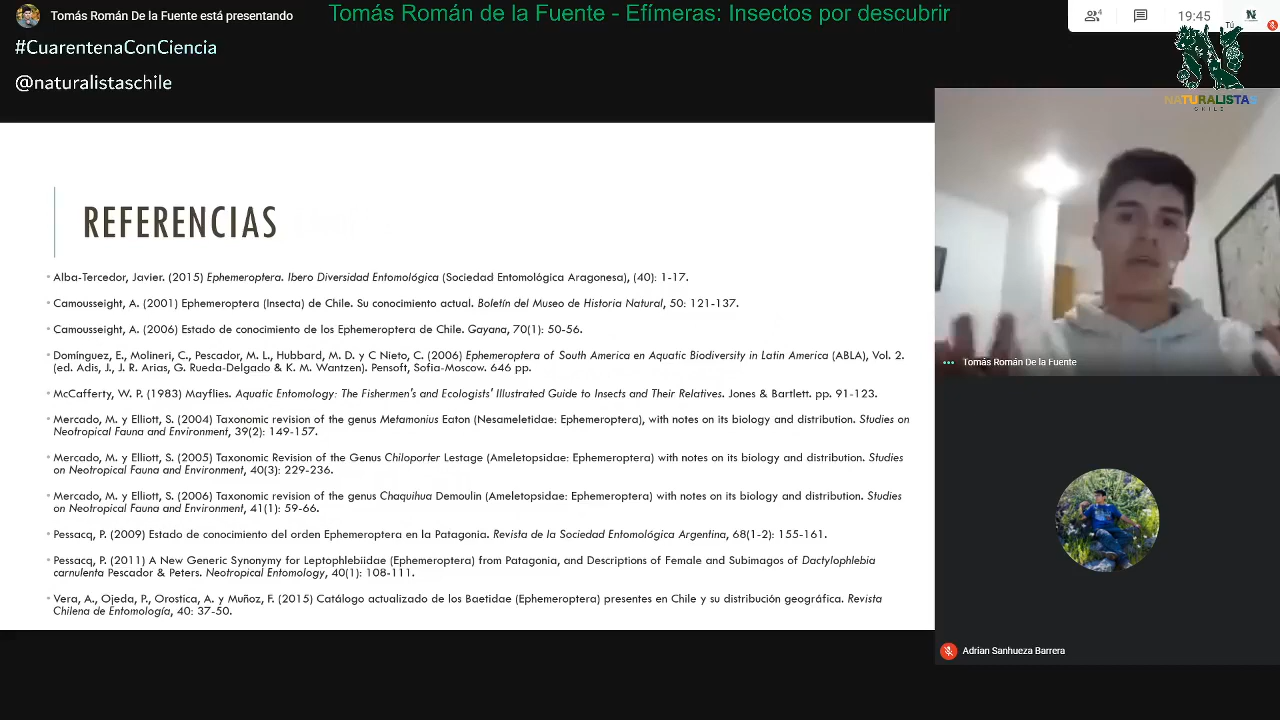 Tomás Román De la Fuente está presentando
Tomás Román de la Fuente - Efímeras: Insectos por descubrir
4
19:45
Tú
#CuarentenaConCiencia
@naturalistaschile
NATURALISTAS
CHILE
REFERENCIAS
• Alba-Tercedor, Javier. (2015) Ephemeroptera. Ibero Diversidad Entomológica (Sociedad Entomológica Aragonesa), (40): 1-17.
• Camousseight, A. (2001) Ephemeroptera (Insecta) de Chile. Su conocimiento actual. Boletín del Museo de Historia Natural, 50: 121-137.
• Camousseight, A. (2006) Estado de conocimiento de los Ephemeroptera de Chile. Gayana, 70(1): 50-56.
• Domínguez, E., Molineri, C., Pescador, M. L., Hubbard, M. D. y C Nieto, C. (2006) Ephemeroptera of South America en Aquatic Biodiversity in Latin America (ABLA), Vol. 2.
(ed. Adis, J., J. R. Arias, G. Rueda-Delgado & K. M. Wantzen). Pensoft, Sofia-Moscow. 646 pp.
• McCafferty, W. P. (1983) Mayflies. Aquatic Entomology: The Fishermen's and Ecologists' Illustrated Guide to Insects and Their Relatives. Jones & Bartlett. pp. 91-123.
• Mercado, M. y Elliott, S. (2004) Taxonomic revision of the genus Metamonius Eaton (Nesameletidae: Ephemeroptera), with notes on its biology and distribution. Studies on
Neotropical Fauna and Environment, 39(2): 149-157.
• Mercado, M. y Elliott, S. (2005) Taxonomic Revision of the Genus Chiloporter Lestage (Ameletopsidae: Ephemeroptera) with notes on its biology and distribution. Studies
on Neotropical Fauna and Environment, 40(3): 229-236.
• Mercado, M. y Elliott, S. (2006) Taxonomic revision of the genus Chaquihua Demoulin (Ameletopsidae: Ephemeroptera) with notes on its biology and distribution. Studies
on Neotropical Fauna and Environment, 41(1): 59-66.
• Pessacq, P. (2009) Estado de conocimiento del orden Ephemeroptera en la Patagonia. Revista de la Sociedad Entomológica Argentina, 68(1-2): 155-161.
• Pessacq, P. (2011) A New Generic Synonymy for Leptophlebiidae (Ephemeroptera) from Patagonia, and Descriptions of Female and Subimagos of Dactylophlebia
carnulenta Pescador & Peters. Neotropical Entomology, 40(1): 108-111.
• Vera, A., Ojeda, P., Orostica, A. y Muñoz, F. (2015) Catálogo actualizado de los Baetidae (Ephemeroptera) presentes en Chile y su distribución geográfica. Revista
Chilena de Entomología, 40: 37-50.
Tomás Román De la Fuente
Adrian Sanhueza Barrera